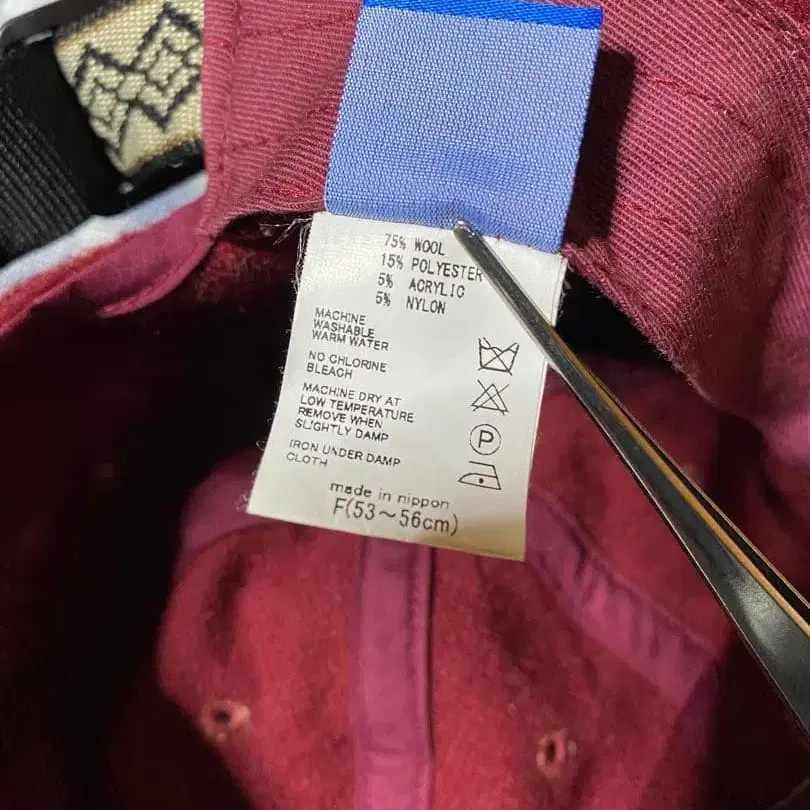 75% WOOL
15% POLYESTER
5% ACRYLIC
5% NYLON
MACHINE
WASHABLE
WARM WATER
NO CHLORINE
BLEACH
MACHINE DRY AT
LOW TEMPERATURE
REMOVE WHEN
SLIGHTLY DAMP
IRON UNDER DAMP
CLOTH
P
made in nippon
F(53～56cm)